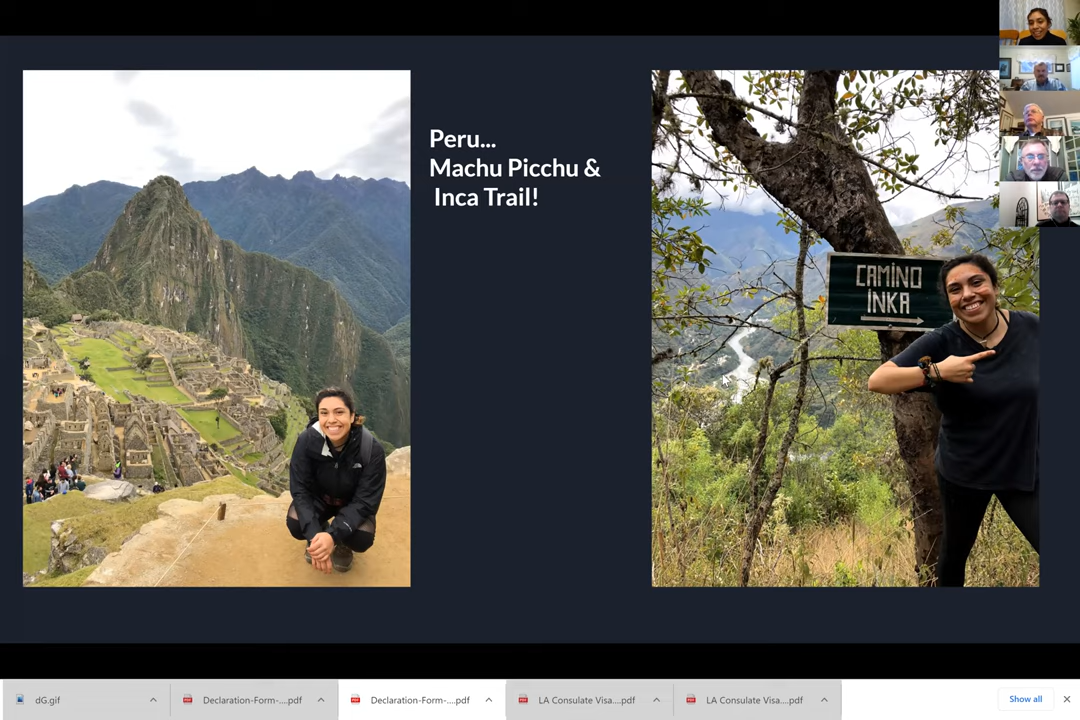 Peru...
Machu Picchu &
Inca Trail!
CAMINO
INKA
dG.gif
Declaration-Form-....pdf
Declaration-Form-....pdf
LA Consulate Visa....pdf
LA Consulate Visa....pdf
Show all